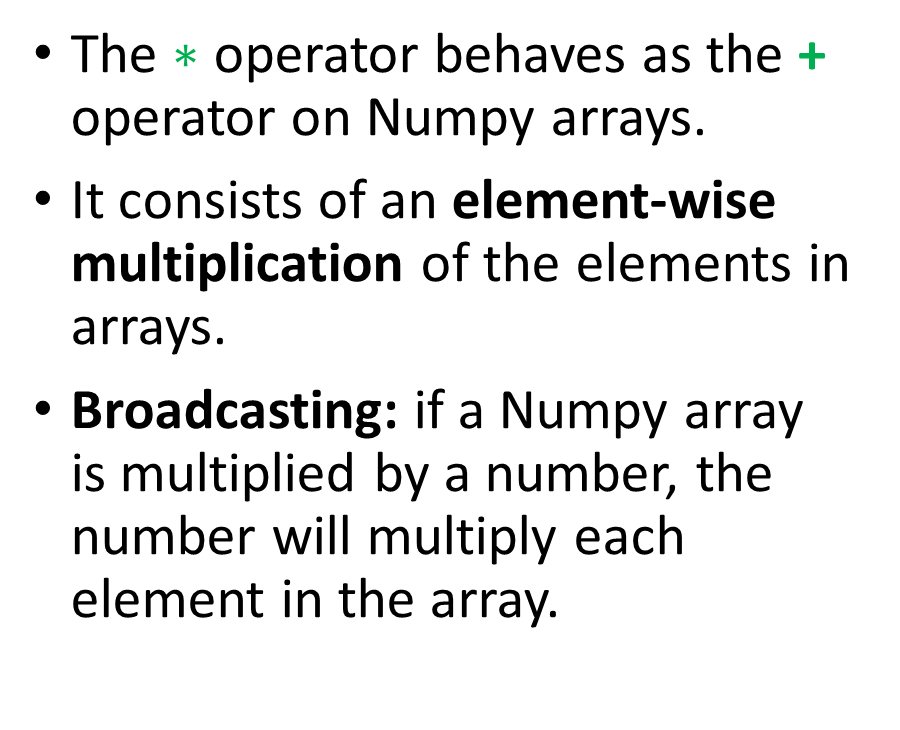 • The * operator behaves as the +
operator on Numpy arrays.
• It consists of an element-wise
multiplication of the elements in
arrays.
• Broadcasting: if a Numpy array
is multiplied by a number, the
number will multiply each
element in the array.